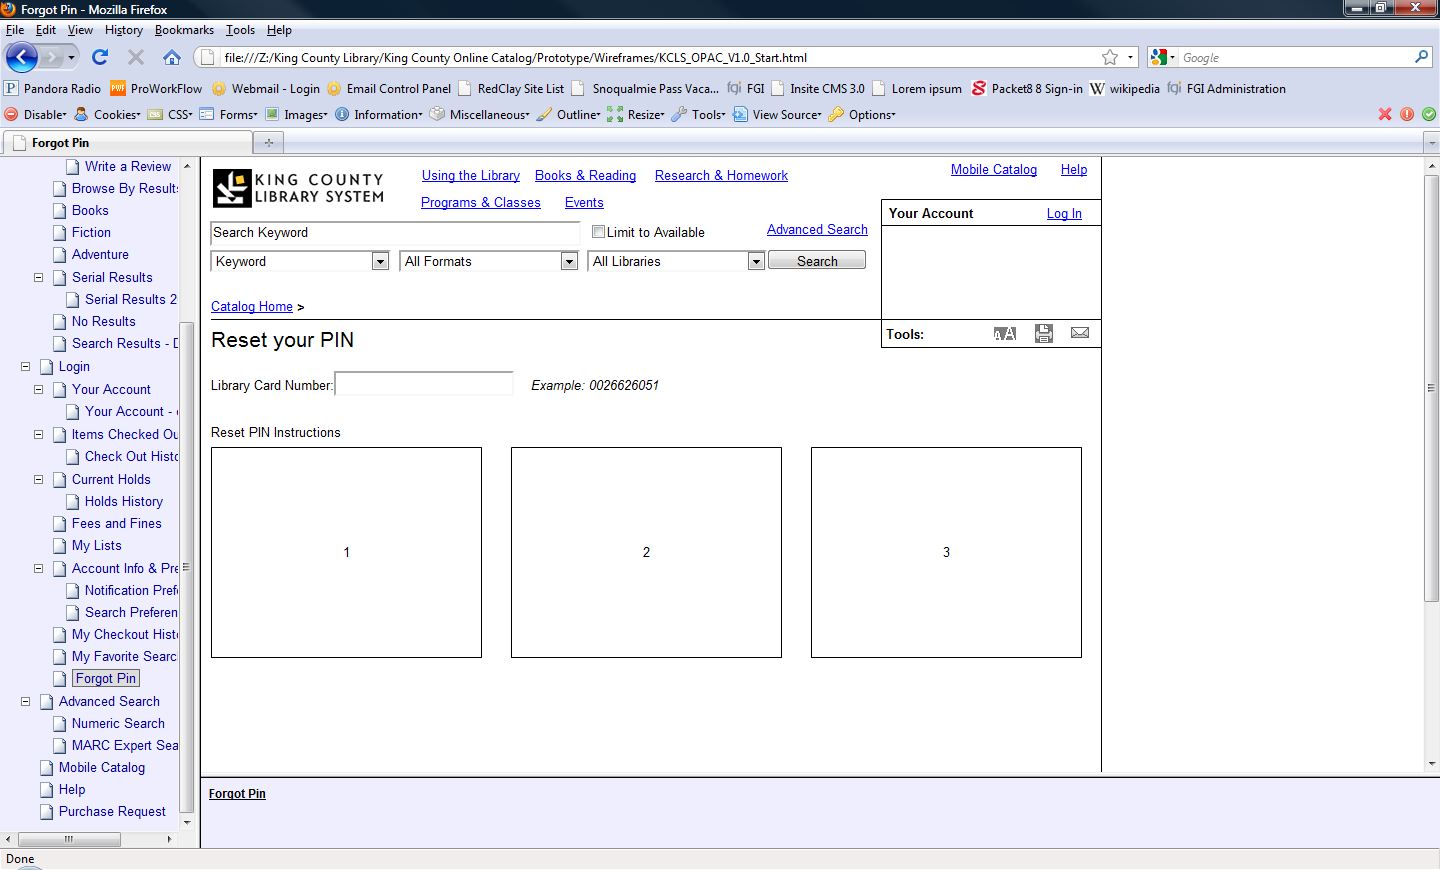 Forgot Pin - Mozilla Firefox
File Edit View History Bookmarks Tools Help
file:///Z:/King County Library/King County Online Catalog/Prototype/Wireframes/KCLS_OPAC_V1.0_Start.html
Google
Pandora Radio ProWorkFlow Webmail - Login Email Control Panel RedClay Site List Snoqualmie Pass Vaca... FGI Insite CMS 3.0 Lorem ipsum Packet8 8 Sign-in wikipedia FGI Administration
Disable Cookies CSS Forms Images Information Miscellaneous Outline Resize Tools View Source Options
Forgot Pin
Write a Review
Browse By Results
Books
Fiction
Adventure
Serial Results
Serial Results 2
No Results
Search Results - D
Login
Your Account
Your Account -
Items Checked Ou
Check Out Histo
Current Holds
Holds History
Fees and Fines
My Lists
Account Info & Pre
Notification Pref
Search Preferen
My Checkout Histo
My Favorite Searc
Forgot Pin
Advanced Search
Numeric Search
MARC Expert Sea
Mobile Catalog
Help
Purchase Request
KING COUNTY
LIBRARY SYSTEM
Using the Library Books & Reading Research & Homework
Programs & Classes Events
Mobile Catalog Help
Your Account Log In
Search Keyword
Limit to Available
Advanced Search
Keyword All Formats All Libraries Search
Catalog Home >
Tools: AA
Reset your PIN
Library Card Number: Example: 0026626051
Reset PIN Instructions
1 2 3
Forgot Pin
Done